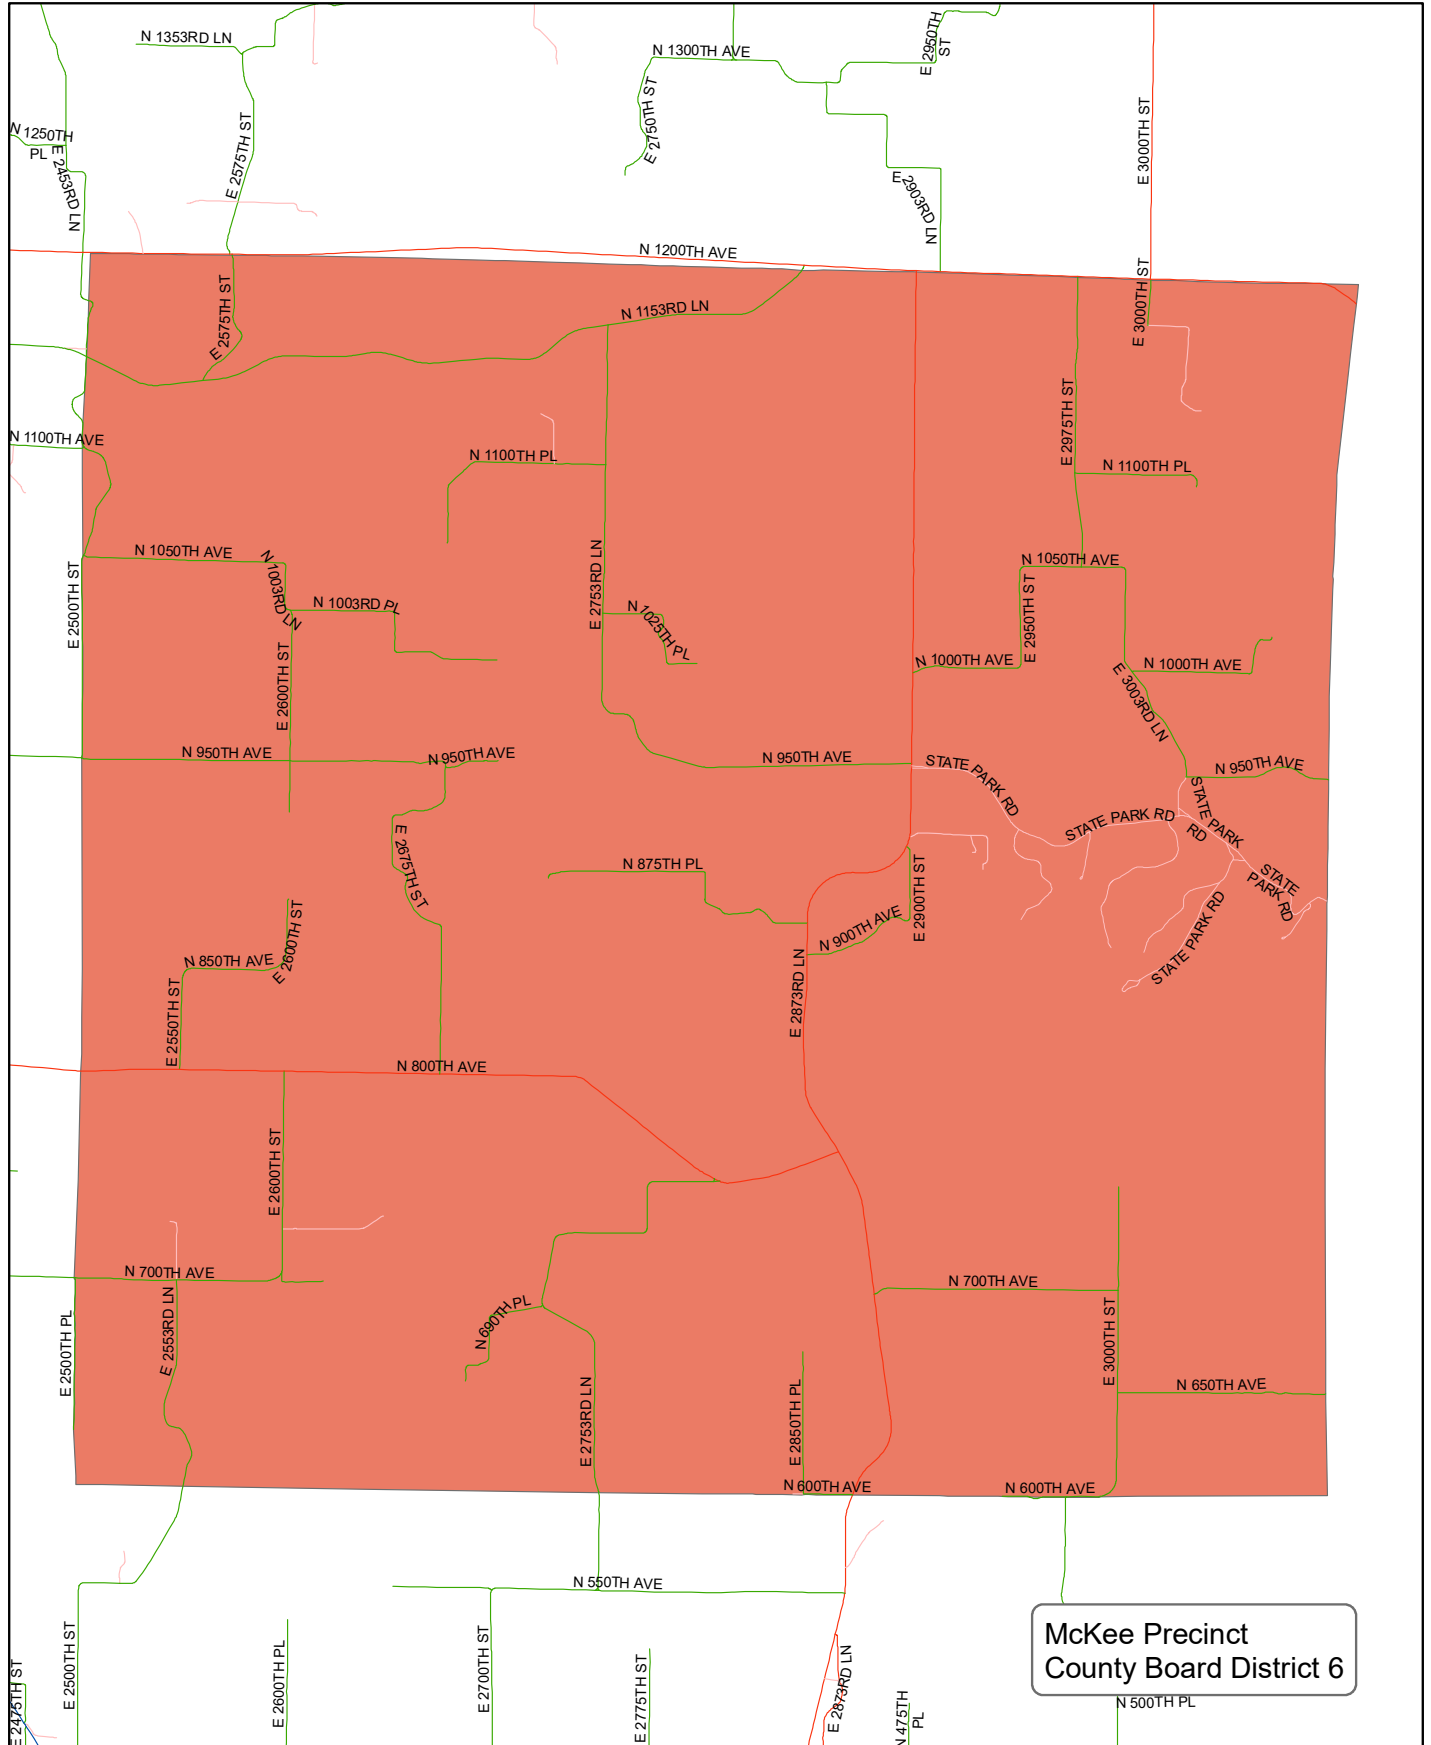 N 1353RD LN
N 1300TH AVE
E 2950TH
ST
E 2750TH ST
E 2575TH ST
E 3000TH ST
N 1250TH
PL
E 2453RD LN
E 2903RD LN
N 1200TH AVE
E 2575TH ST
N 1153RD LN
E 3000TH ST
E 2975TH ST
N 1100TH AVE
N 1100TH PL
N 1100TH PL
N 1050TH AVE
N 1003RD LN
N 1003RD PL
E 2500TH ST
E 2600TH ST
E 2753RD LN
N 1025TH PL
N 1050TH AVE
E 2950TH ST
N 1000TH AVE
N 1000TH AVE
E 3003RD LN
N 950TH AVE
N 950TH AVE
N 950TH AVE
N 950TH AVE
STATE PARK RD
STATE PARK RD
STATE PARK
RD
STATE
PARK RD
STATE PARK RD
E 2675TH ST
N 875TH PL
E 2900TH ST
N 900TH AVE
E 2873RD LN
E 2600TH ST
N 850TH AVE
E 2550TH ST
N 800TH AVE
E 2600TH ST
N 700TH AVE
N 700TH AVE
E 2553RD LN
E 2500TH PL
N 690TH PL
E 2753RD LN
E 2850TH PL
E 3000TH ST
N 650TH AVE
N 600TH AVE
N 600TH AVE
N 550TH AVE
E 2475TH ST
E 2500TH ST
E 2600TH PL
E 2700TH ST
E 2775TH ST
E 2873RD LN
N 475TH
PL
N 500TH PL
McKee Precinct
County Board District 6